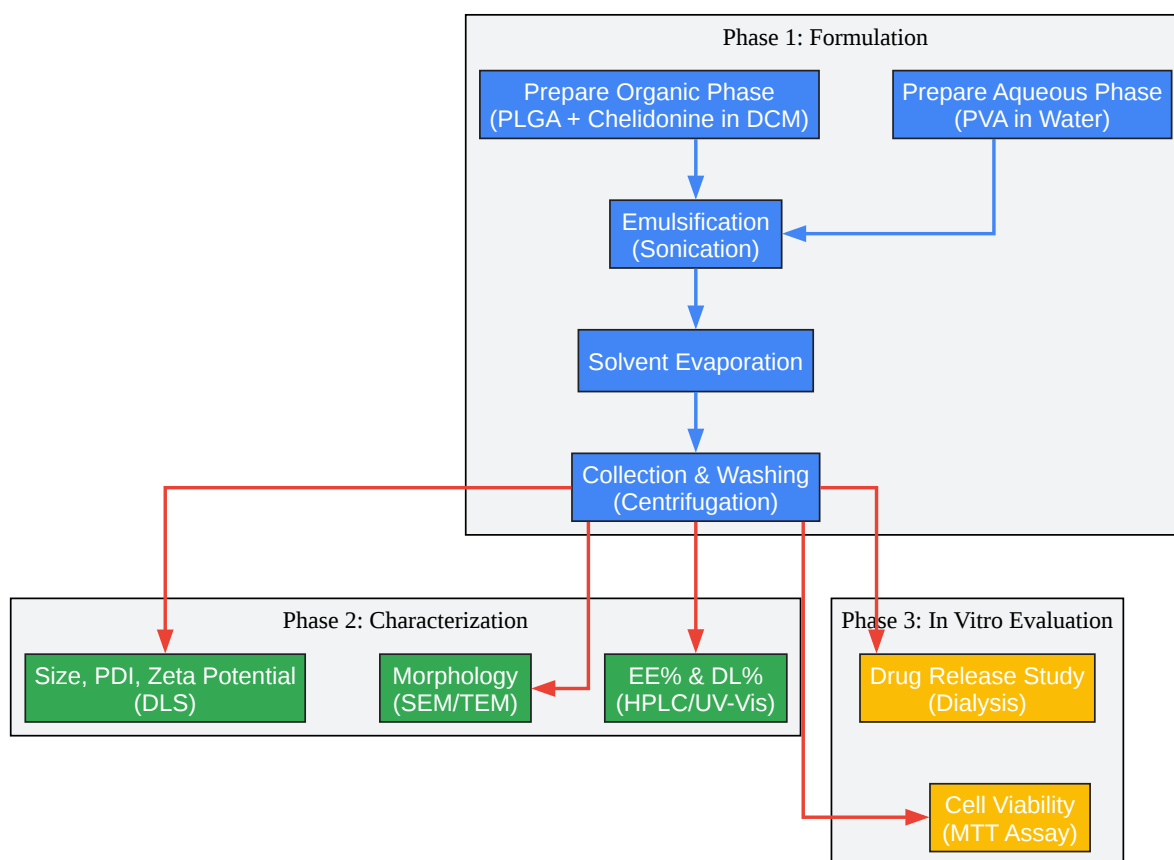 Phase 1: Formulation
Prepare Organic Phase
(PLGA + Chelidonine in DCM)
Prepare Aqueous Phase
(PVA in Water)
Emulsification
(Sonication)
Solvent Evaporation
Collection & Washing
(Centrifugation)
Phase 2: Characterization
Size, PDI, Zeta Potential
(DLS)
Morphology
(SEM/TEM)
EE% & DL%
(HPLC/UV-Vis)
Phase 3: In Vitro Evaluation
Drug Release Study
(Dialysis)
Cell Viability
(MTT Assay)